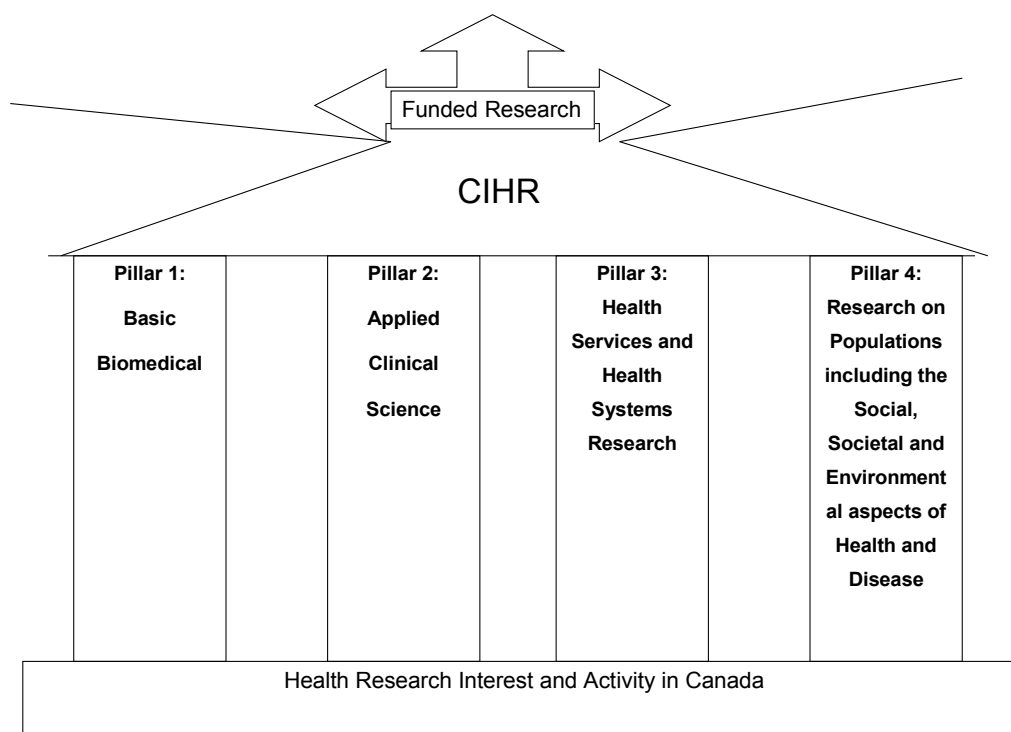 Funded Research
CIHR
Pillar 1:
Basic
Biomedical
Pillar 2:
Applied
Clinical
Science
Pillar 3:
Health
Services and
Health
Systems
Research
Pillar 4:
Research on
Populations
including the
Social,
Societal and
Environment
al aspects of
Health and
Disease
Health Research Interest and Activity in Canada